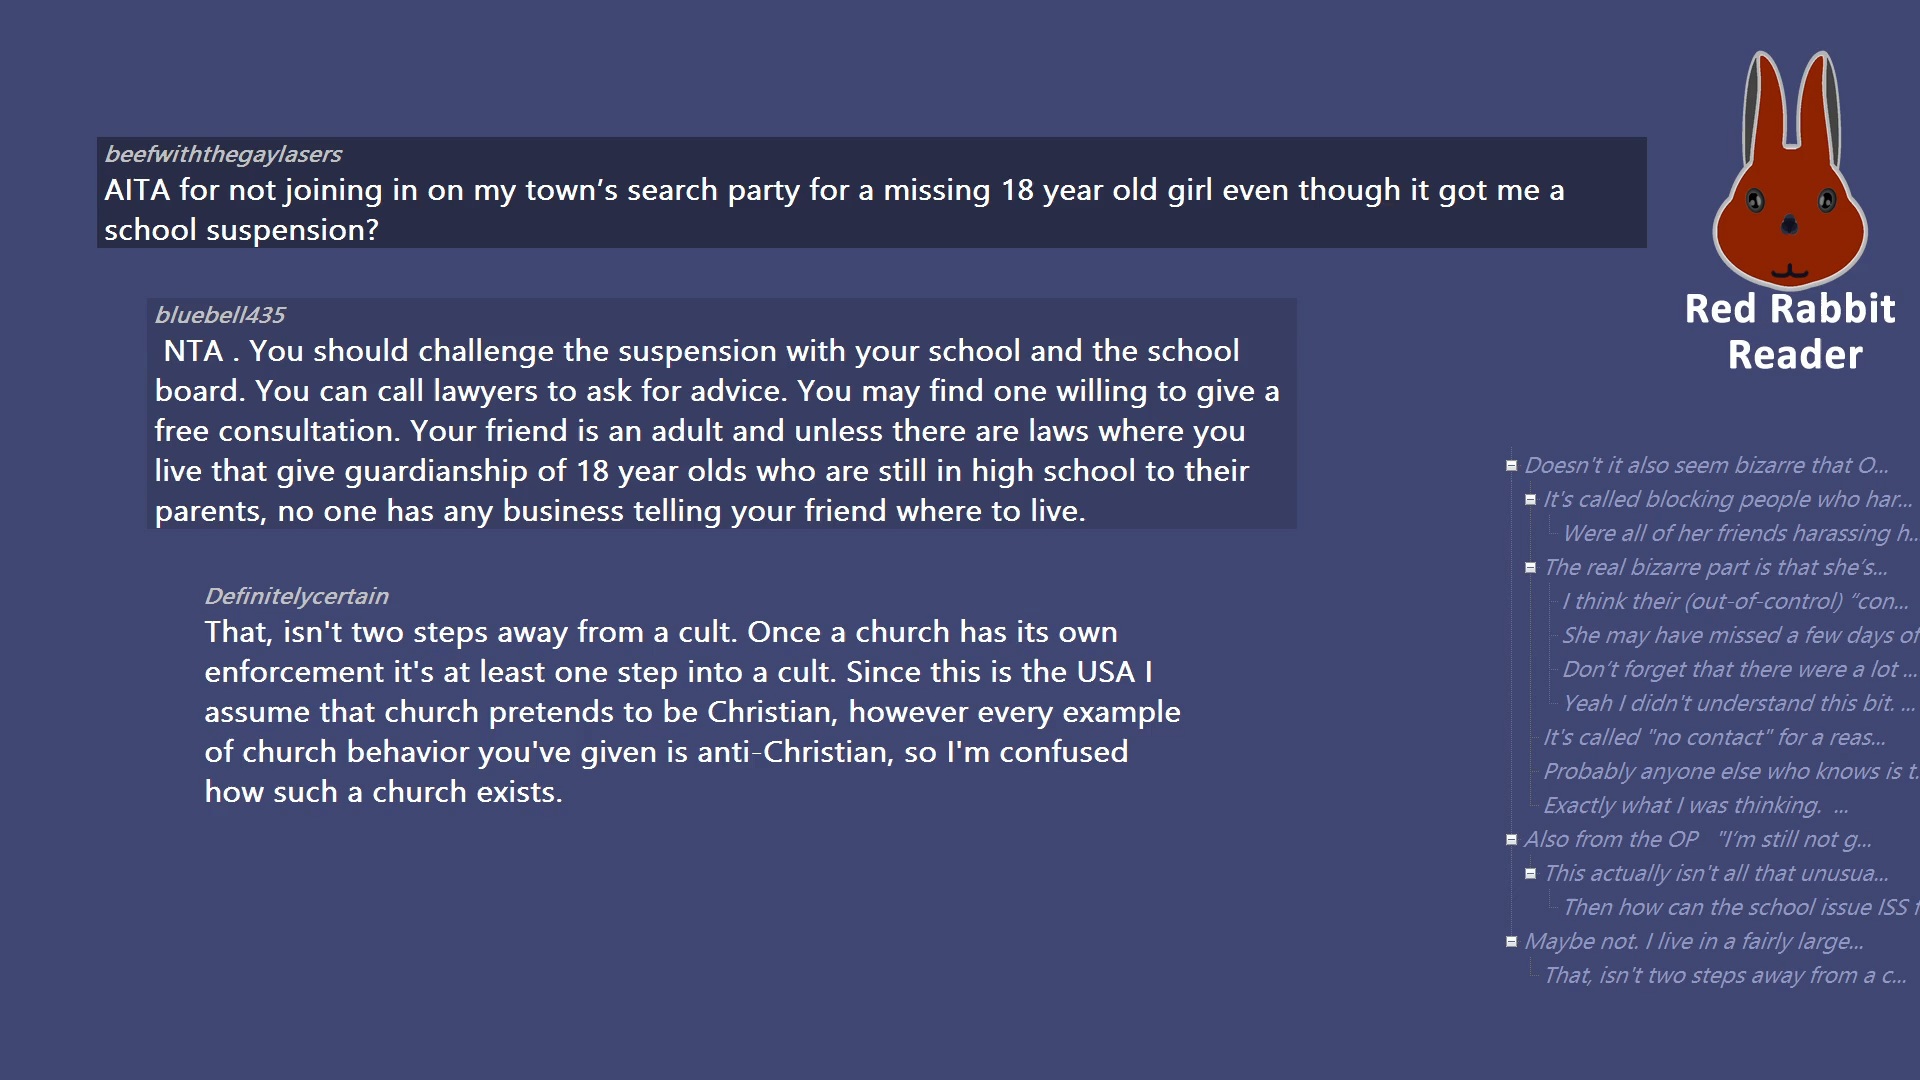 beefwiththegaylasers
AITA for not joining in on my town’s search party for a missing 18 year old girl even though it got me a
school suspension?
bluebell435
NTA . You should challenge the suspension with your school and the school
board. You can call lawyers to ask for advice. You may find one willing to give a
free consultation. Your friend is an adult and unless there are laws where you
live that give guardianship of 18 year olds who are still in high school to their
parents, no one has any business telling your friend where to live.
Definitelycertain
That, isn't two steps away from a cult. Once a church has its own
enforcement it's at least one step into a cult. Since this is the USA I
assume that church pretends to be Christian, however every example
of church behavior you've given is anti-Christian, so I'm confused
how such a church exists.
Red Rabbit
Reader
Doesn't it also seem bizarre that O...
It's called blocking people who har...
Were all of her friends harassing h...
The real bizarre part is that she’s...
I think their (out-of-control) “con...
She may have missed a few days of
Don’t forget that there were a lot ...
Yeah I didn't understand this bit. ...
It's called "no contact" for a reas...
Probably anyone else who knows is t.
Exactly what I was thinking. ...
Also from the OP "I’m still not g...
This actually isn't all that unusua...
Then how can the school issue ISS f
Maybe not. I live in a fairly large...
That, isn't two steps away from a c...